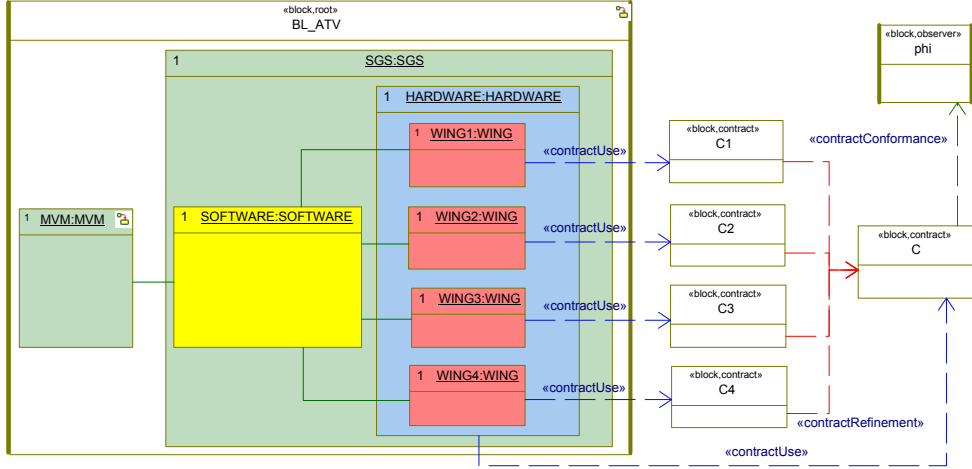 «block,root»
BL_ATV
1 SGS:SGS
1 HARDWARE:HARDWARE
1 WING1:WING
1 WING2:WING
1 WING3:WING
1 WING4:WING
1 MVM:MVM
1 SOFTWARE:SOFTWARE
«contractUse»
«contractUse»
«contractUse»
«contractUse»
«block,contract»
C1
«block,contract»
C2
«block,contract»
C3
«block,contract»
C4
«block,observer»
phi
«contractConformance»
«block,contract»
C
«contractRefinement»
«contractUse»